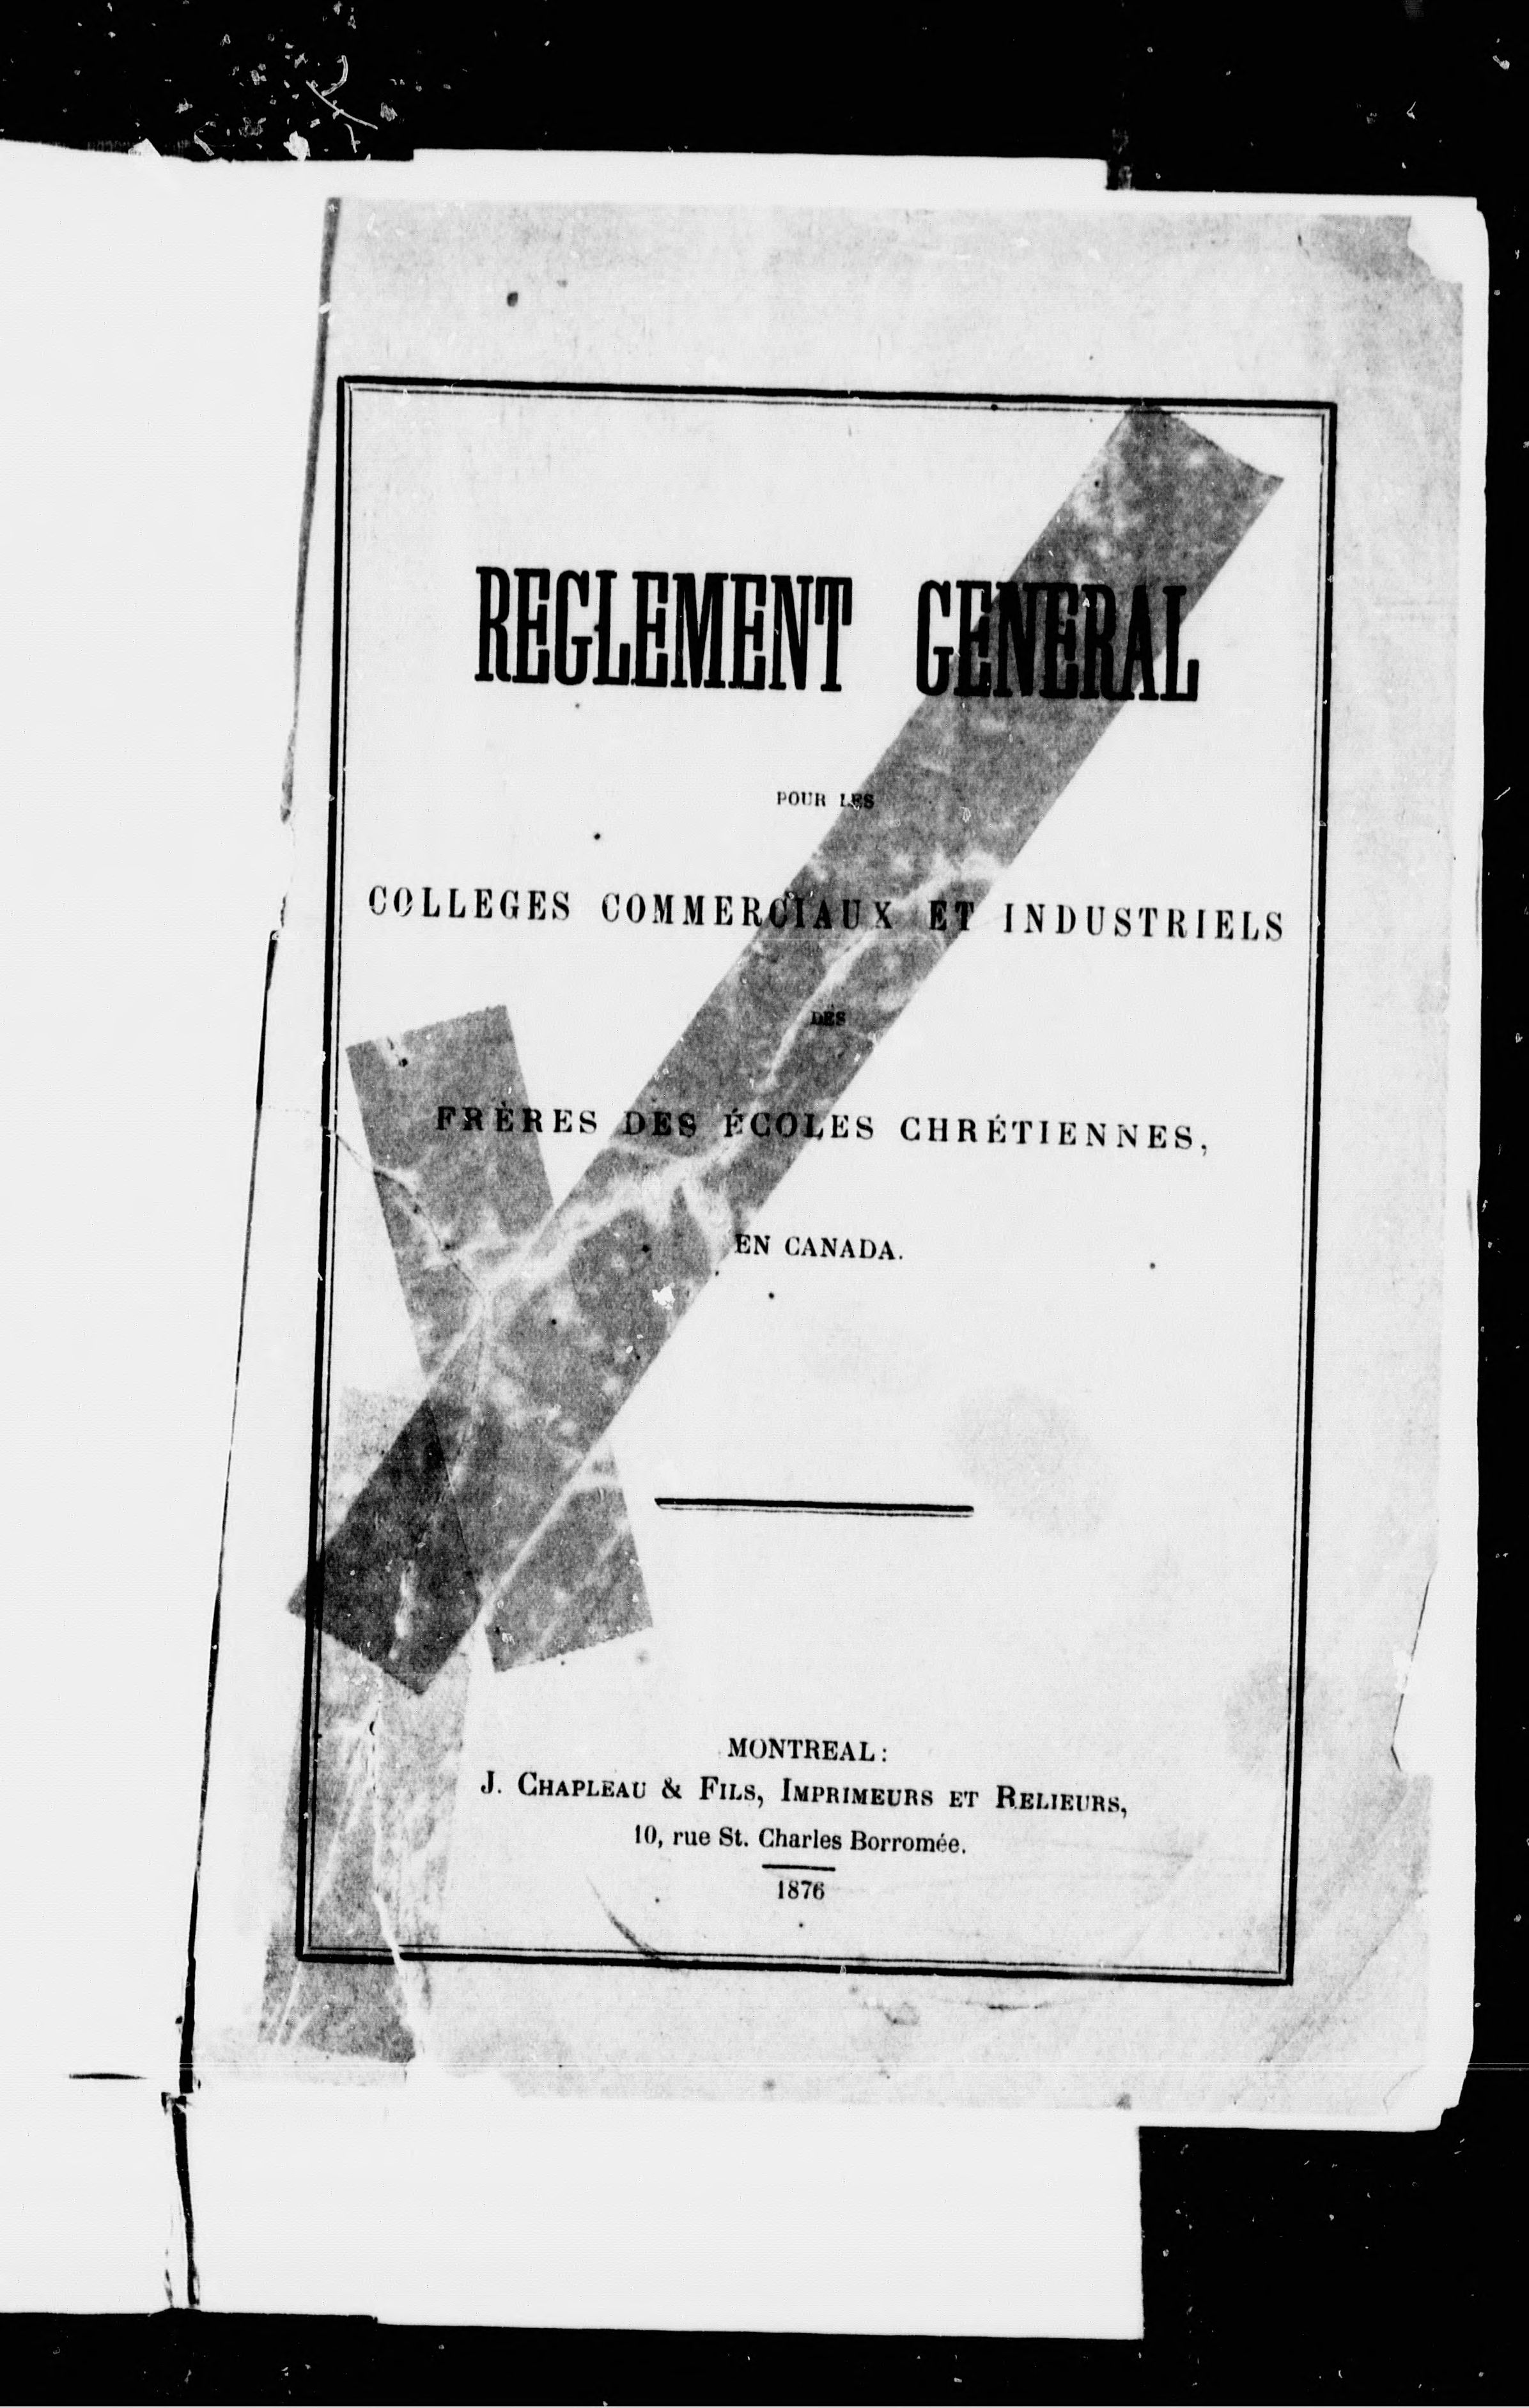 REGLEMENT GENERAL
POUR LES
COLLEGES COMMERCIAUX ET INDUSTRIELS
DES
FRÈRES DES ÉCOLES CHRÉTIENNES,
EN CANADA.
MONTREAL:
J. CHAPLEAU & FILS, IMPRIMEURS ET RELIEURS,
10, rue St. Charles Borromée.
1876